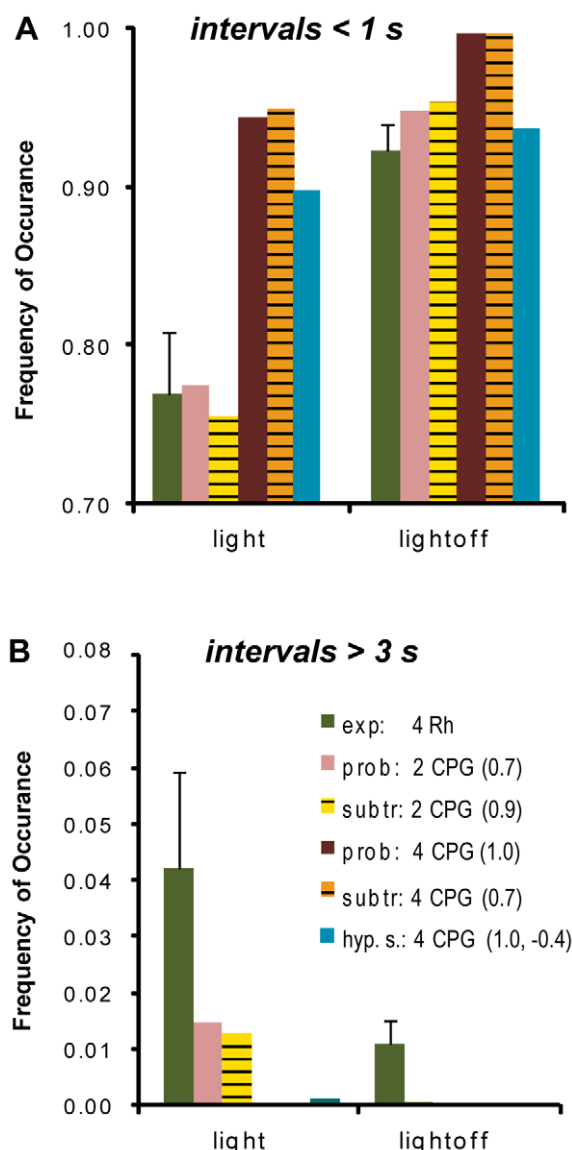 A intervals < 1 s
1.00
0.90
0.80
0.70
Frequency of Occurance
light lightoff
B intervals > 3 s
0.08
0.07
0.06
0.05
0.04
0.03
0.02
0.01
0.00
Frequency of Occurance
exp: 4 Rh
prob: 2 CPG (0.7)
subtr: 2 CPG (0.9)
prob: 4 CPG (1.0)
subtr: 4 CPG (0.7)
hyp. s.: 4 CPG (1.0, -0.4)
light lightoff